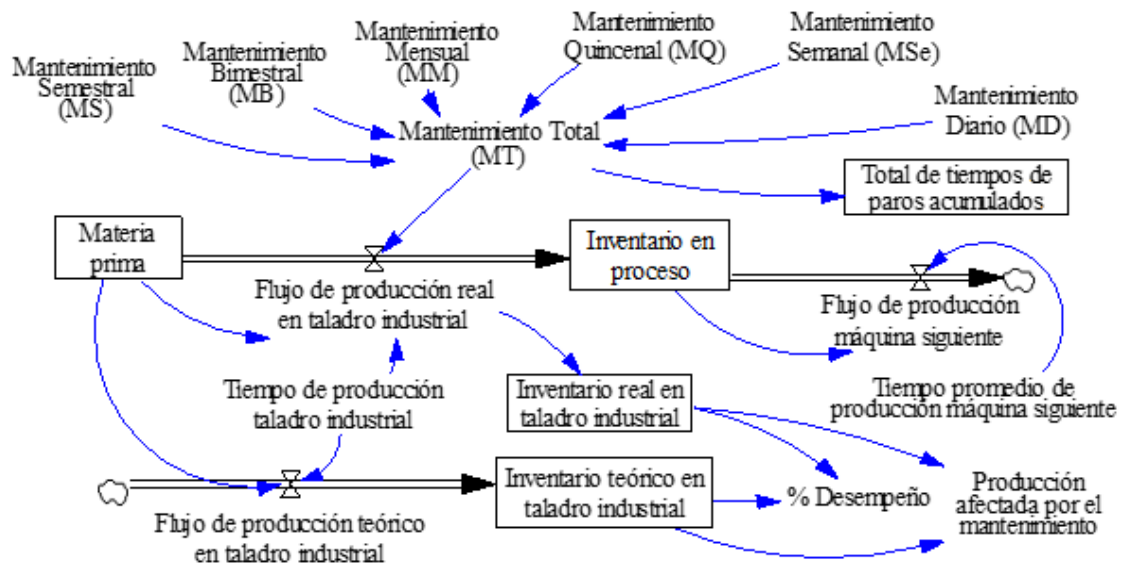 Mantenimiento
Semestral
(MS)
Mantenimiento
Bimestral
(MB)
Mantenimiento
Mensual
(MM)
Mantenimiento
Quincenal (MQ)
Mantenimiento
Semanal (MSe)
Mantenimiento
Diario (MD)
Mantenimiento Total
(MT)
Total de tiempos de
paros acumulados
Materia
prima
Inventario en
proceso
Flujo de producción real
en taladro industrial
Flujo de producción
máquina siguiente
Tiempo de producción
taladro industrial
Inventario real en
taladro industrial
Tiempo promedio de
producción máquina siguiente
Inventario teórico en
taladro industrial
% Desempeño
Producción
afectada por el
mantenimiento
Flujo de producción teórico
en taladro industrial